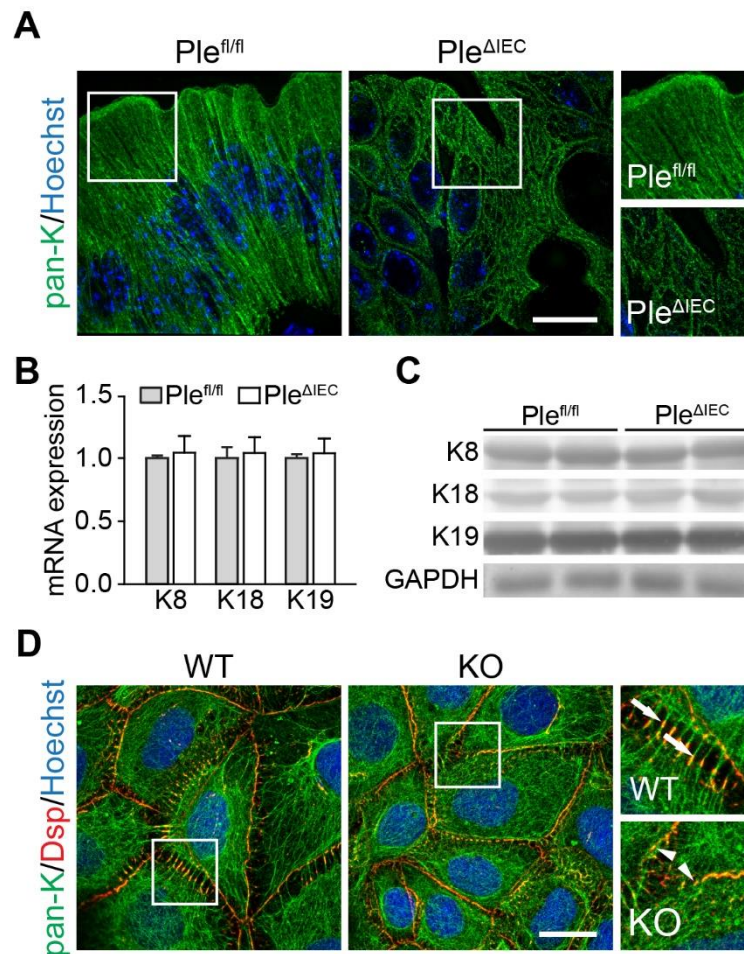 A
Ple^fl/fl Ple^ΔIEC
pan-K/Hoechst
Ple^fl/fl
Ple^ΔIEC
B
mRNA expression
1.5
1.0
0.5
0.0
Ple^fl/fl Ple^ΔIEC
K8 K18 K19
C
Ple^fl/fl Ple^ΔIEC
K8
K18
K19
GAPDH
D
WT KO
pan-K/Dsp/Hoechst
WT
KO